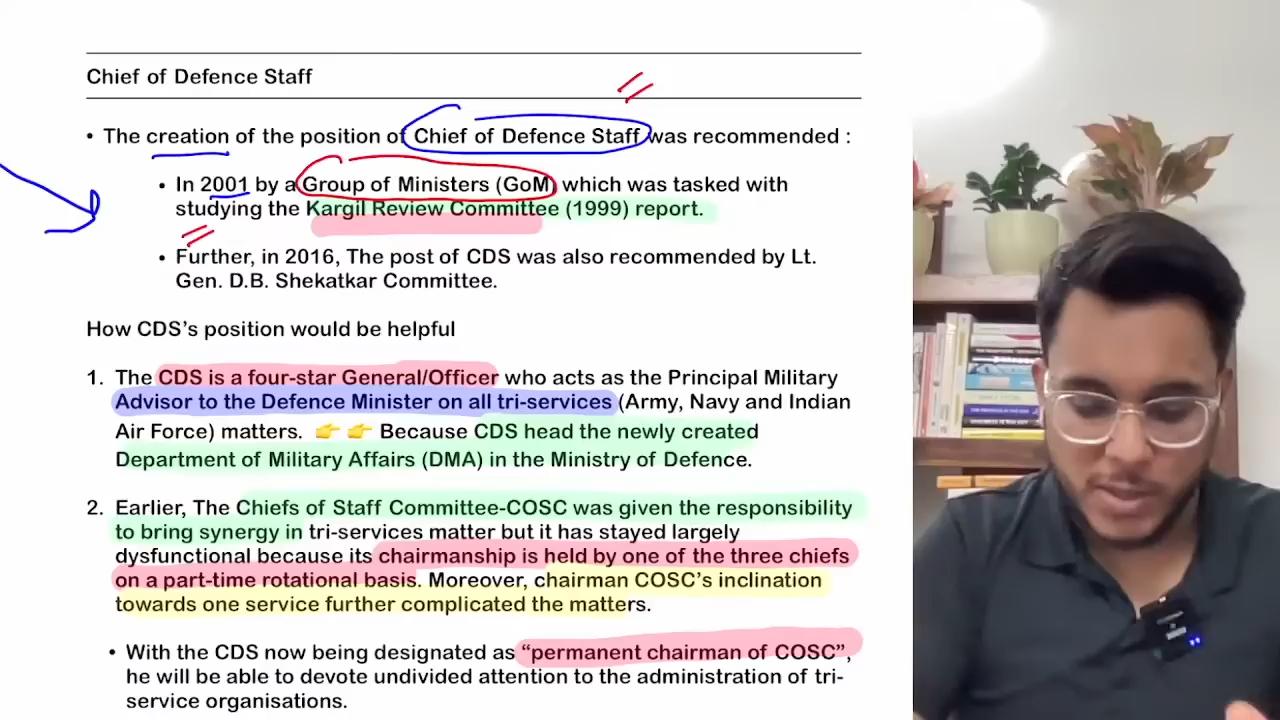 Chief of Defence Staff
• The creation of the position of Chief of Defence Staff was recommended :
• In 2001 by a Group of Ministers (GoM) which was tasked with
studying the Kargil Review Committee (1999) report.
• Further, in 2016, The post of CDS was also recommended by Lt.
Gen. D.B. Shekatkar Committee.
How CDS's position would be helpful
1. The CDS is a four-star General/Officer who acts as the Principal Military
Advisor to the Defence Minister on all tri-services (Army, Navy and Indian
Air Force) matters. 👉 👉 Because CDS head the newly created
Department of Military Affairs (DMA) in the Ministry of Defence.
2. Earlier, The Chiefs of Staff Committee-COSC was given the responsibility
to bring synergy in tri-services matter but it has stayed largely
dysfunctional because its chairmanship is held by one of the three chiefs
on a part-time rotational basis. Moreover, chairman COSC's inclination
towards one service further complicated the matters.
• With the CDS now being designated as “permanent chairman of COSC”,
he will be able to devote undivided attention to the administration of tri-
service organisations.